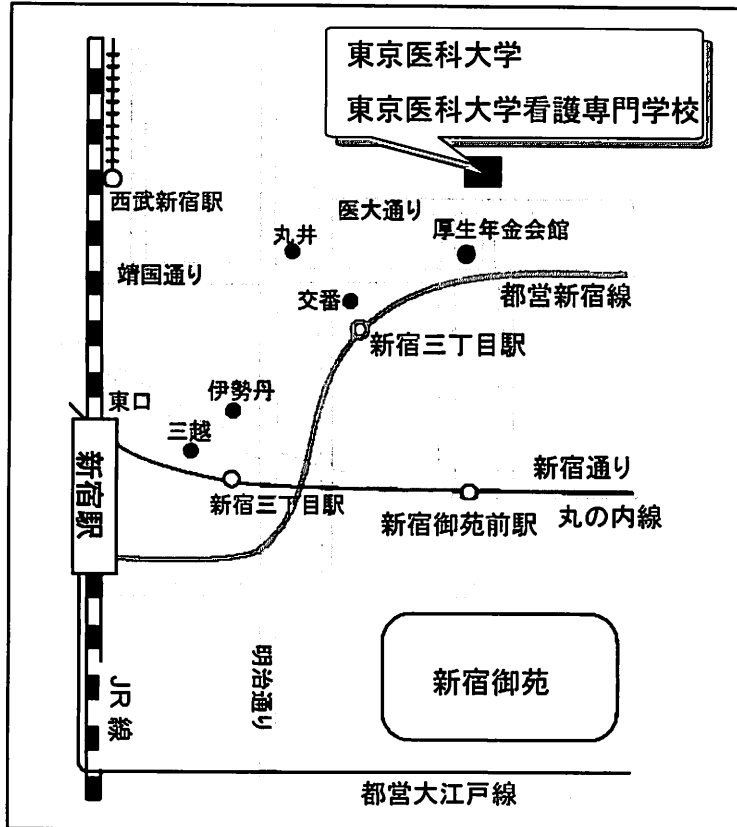 東京医科大学
東京医科大学看護専門学校
西武新宿駅
医大通り
丸井
厚生年金会館
靖国通り
交番
都営新宿線
新宿三丁目駅
東口
伊勢丹
三越
新宿駅
新宿通り
新宿三丁目駅
新宿御苑前駅
丸の内線
明治通り
新宿御苑
JR線
都営大江戸線